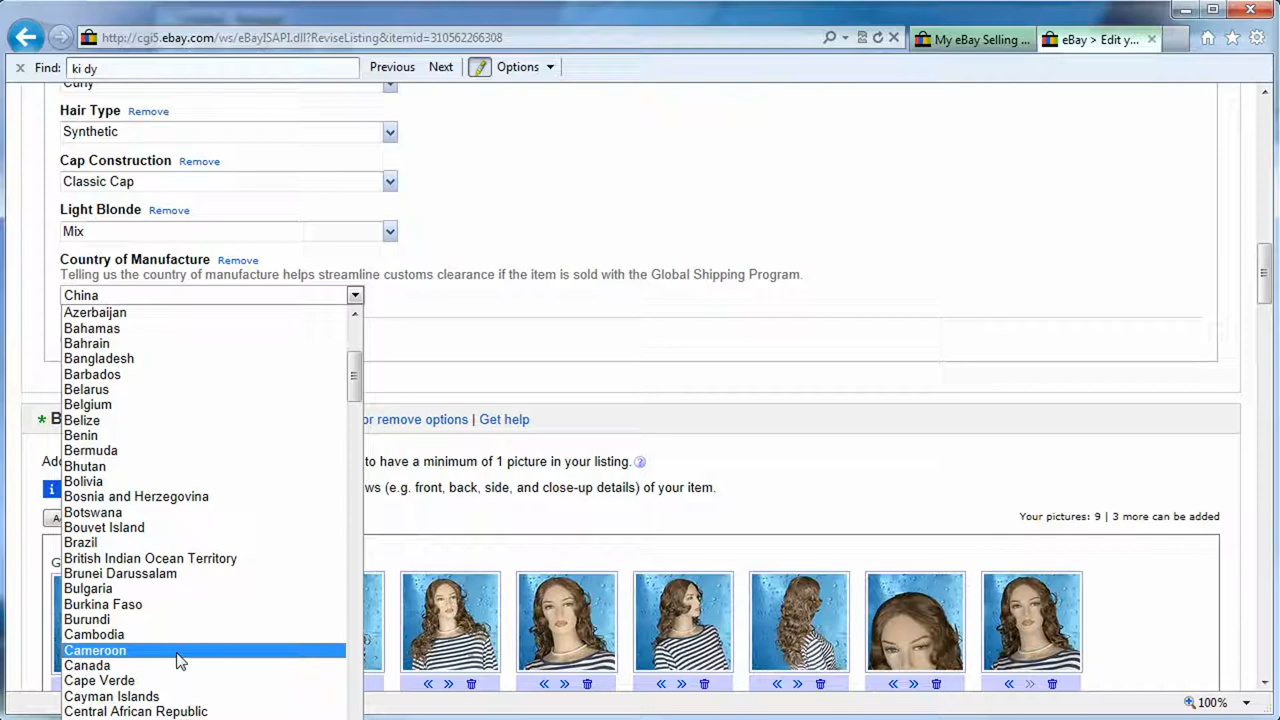 http://cgi5.ebay.com/ws/eBayISAPI.dll?ReviseListing&itemid=310562266308
My eBay Selling ...
eBay > Edit y...
Find: ki dy
Previous
Next
Options
Curly
Hair Type Remove
Synthetic
Cap Construction Remove
Classic Cap
Light Blonde Remove
Mix
Country of Manufacture Remove
Telling us the country of manufacture helps streamline customs clearance if the item is sold with the Global Shipping Program.
China
Azerbaijan
Bahamas
Bahrain
Bangladesh
Barbados
Belarus
Belgium
Belize
Benin
Bermuda
Bhutan
Bolivia
Bosnia and Herzegovina
Botswana
Bouvet Island
Brazil
British Indian Ocean Territory
Brunei Darussalam
Bulgaria
Burkina Faso
Burundi
Cambodia
Cameroon
Canada
Cape Verde
Cayman Islands
Central African Republic
or remove options | Get help
to have a minimum of 1 picture in your listing.
(e.g. front, back, side, and close-up details) of your item.
Your pictures: 9 | 3 more can be added
100%